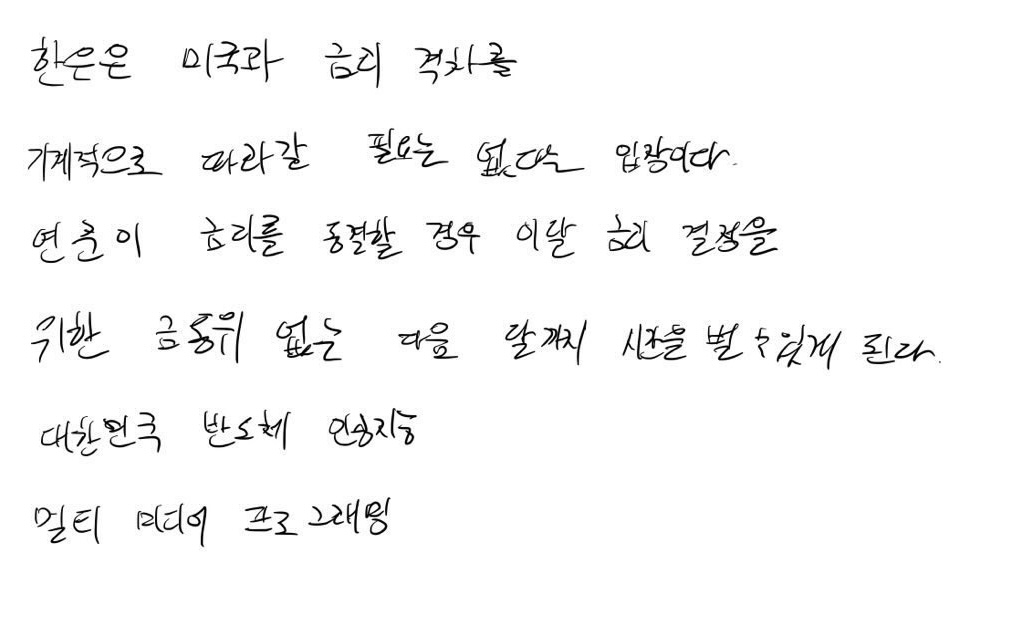 한은은 미국과 금리 격차를
기계적으로 따라갈 필요는 없다는 입장이다.
연준이 금리를 동결할 경우 이달 금리 결정을
위한 금통위 없는 다음 달까지 시간을 벌 수 있게 된다.
대한민국 반도체 인공지능
멀티 미디어 프로그래밍